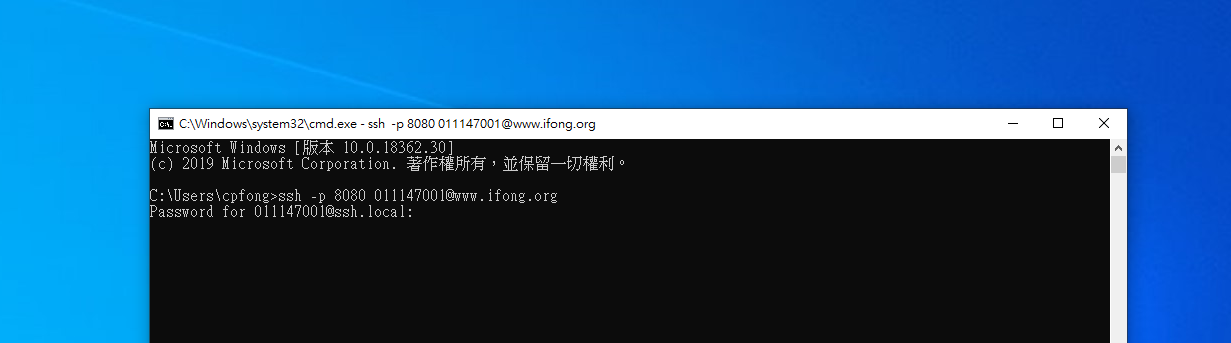 C:\Windows\system32\cmd.exe - ssh -p 8080 011147001@www.ifong.org
Microsoft Windows [版本 10.0.18362.30]
(c) 2019 Microsoft Corporation. 著作權所有，並保留一切權利。
C:\Users\cpfong>ssh -p 8080 011147001@www.ifong.org
Password for 011147001@ssh.local: